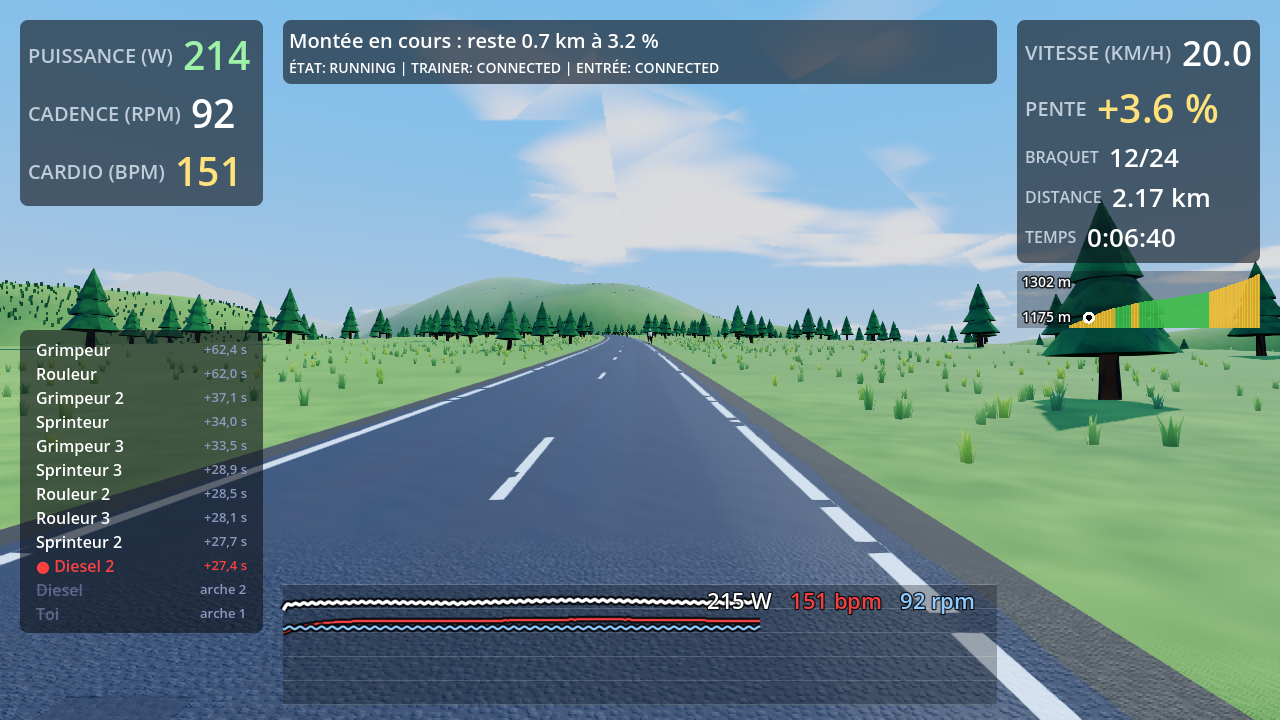 PUISSANCE (W) 214
CADENCE (RPM) 92
CARDIO (BPM) 151
Montée en cours : reste 0.7 km à 3.2 %
ÉTAT: RUNNING | TRAINER: CONNECTED | ENTRÉE: CONNECTED
VITESSE (KM/H) 20.0
PENTE +3.6 %
BRAQUET 12/24
DISTANCE 2.17 km
TEMPS 0:06:40
1302 m
1175 m
Grimpeur +62,4 s
Rouleur +62,0 s
Grimpeur 2 +37,1 s
Sprinteur +34,0 s
Grimpeur 3 +33,5 s
Sprinteur 3 +28,9 s
Rouleur 2 +28,5 s
Rouleur 3 +28,1 s
Sprinteur 2 +27,7 s
Diesel 2 +27,4 s
Diesel arche 2
Toi arche 1
215 W 151 bpm 92 rpm